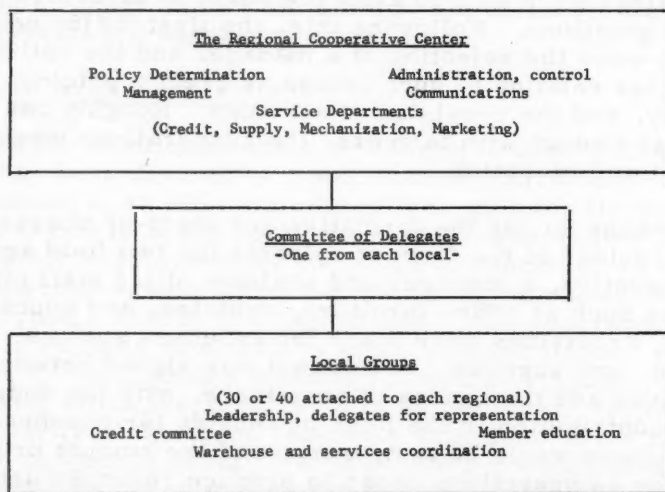 The Regional Cooperative Center
Policy Determination Administration, control
Management Communication
Service Departments
(Credit, Supply, Mechanization, Marketing)
Committee of Delegates
-One from each local-
Local Groups
(30 or 40 attached to each regional)
Leadership, delegates for representation
Credit committee Member education
Warehouse and services coordination